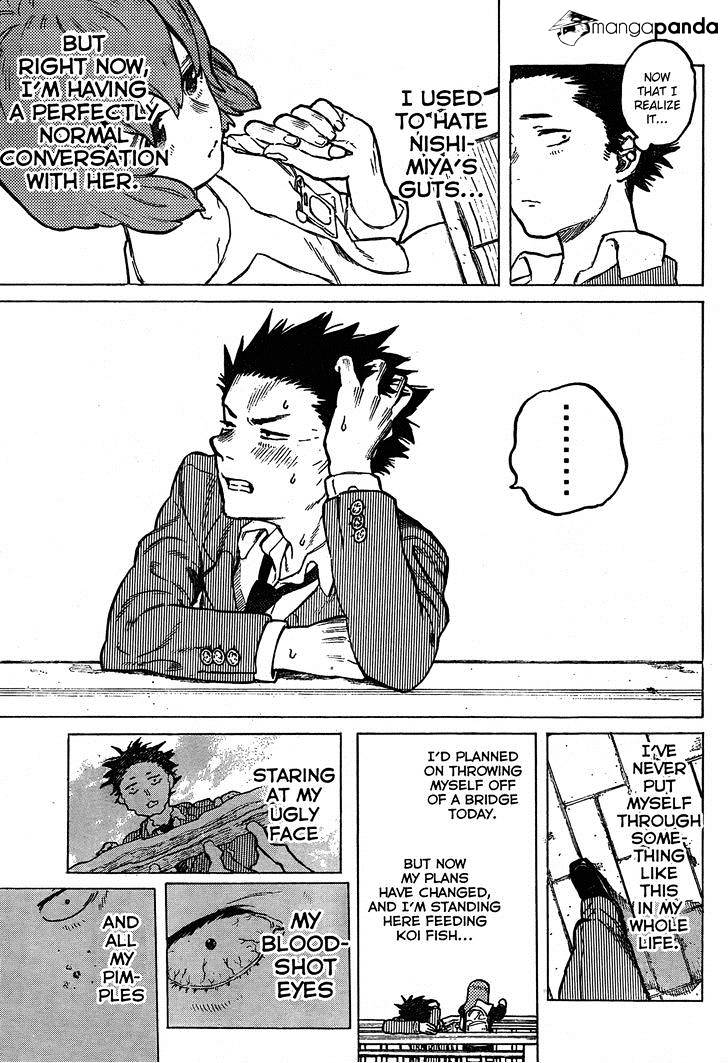 mangapanda
NOW
THAT I
REALIZE
IT...
I USED
TO HATE
NISHI-
MIYA'S
GUTS...
BUT
RIGHT NOW,
I'M HAVING
A PERFECTLY
NORMAL
CONVERSATION
WITH HER.
I'VE
NEVER
PUT
MYSELF
THROUGH
SOME-
THING
LIKE
THIS
IN MY
WHOLE
LIFE.
I'D PLANNED
ON THROWING
MYSELF OFF
OF A BRIDGE
TODAY.
BUT NOW
MY PLANS
HAVE CHANGED,
AND I'M STANDING
HERE FEEDING
KOI FISH...
STARING
AT MY
UGLY
FACE
MY
BLOOD-
SHOT
EYES
AND
ALL
MY
PIM-
PLES